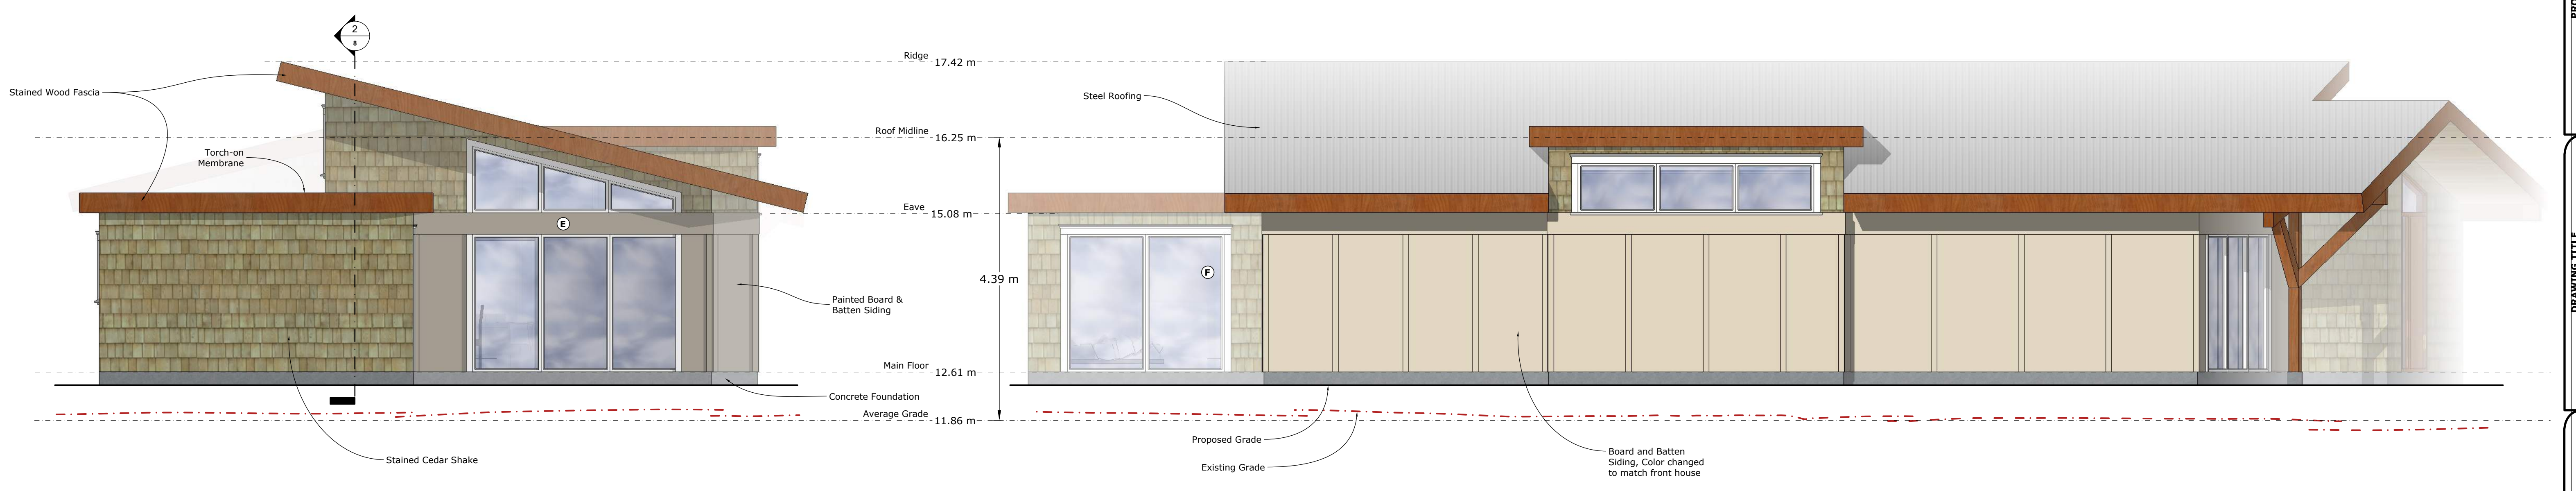 2
8
Stained Wood Fascia
Torch-on
Membrane
E
Painted Board &
Batten Siding
Concrete Foundation
Stained Cedar Shake
Ridge
17.42 m
Roof Midline
16.25 m
Eave
15.08 m
4.39 m
Main Floor
12.61 m
Average Grade
11.86 m
Steel Roofing
F
Proposed Grade
Existing Grade
Board and Batten
Siding, Color changed
to match front house
DRAWING TITLE